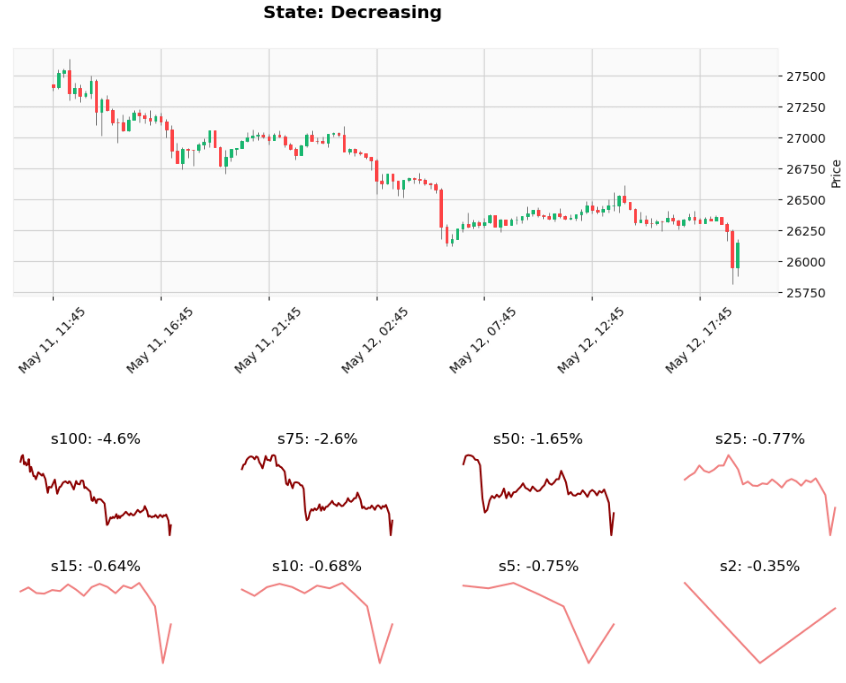 State: Decreasing
27500
27250
27000
26750
26500
26250
26000
25750
Price
May 11, 11:45
May 11, 16:45
May 11, 21:45
May 12, 02:45
May 12, 07:45
May 12, 12:45
May 12, 17:45
s100: -4.6%
s75: -2.6%
s50: -1.65%
s25: -0.77%
s15: -0.64%
s10: -0.68%
s5: -0.75%
s2: -0.35%